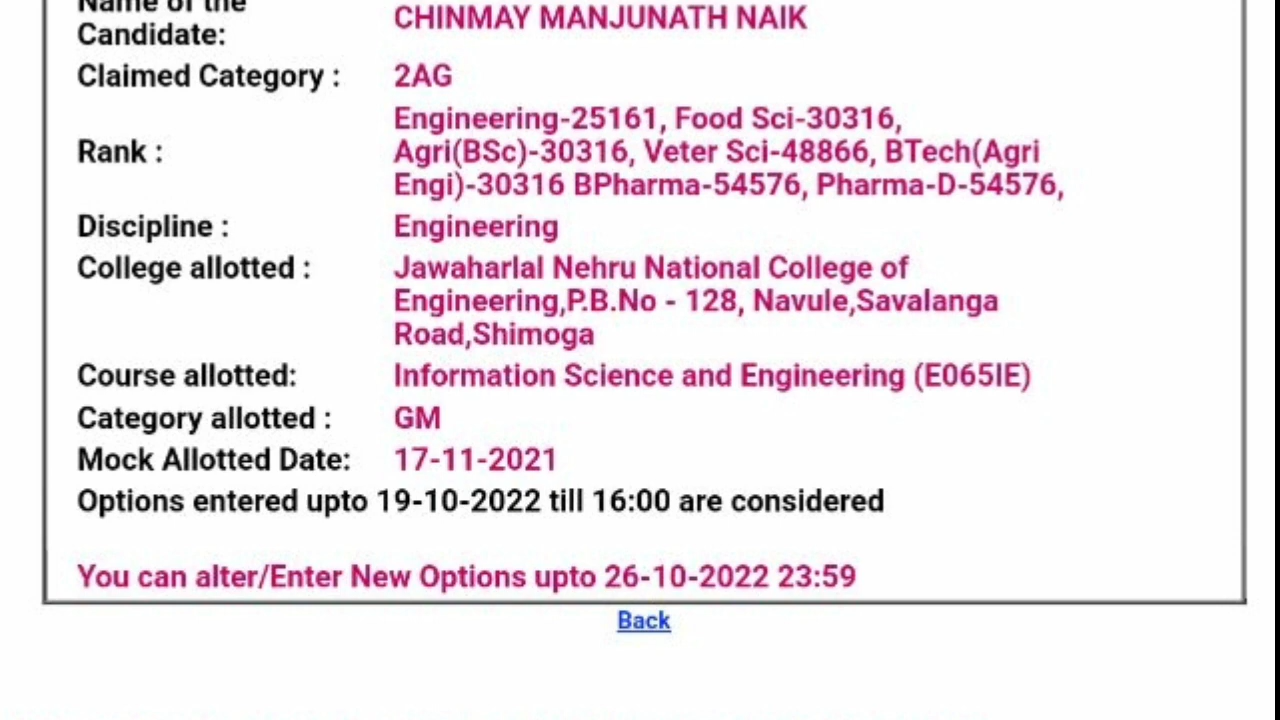 Name of the
Candidate:
CHINMAY MANJUNATH NAIK
Claimed Category :
2AG
Rank :
Engineering-25161, Food Sci-30316,
Agri(BSc)-30316, Veter Sci-48866, BTech(Agri
Engi)-30316 BPharma-54576, Pharma-D-54576,
Discipline :
Engineering
College allotted :
Jawaharlal Nehru National College of
Engineering,P.B.No - 128, Navule,Savalanga
Road,Shimoga
Course allotted:
Information Science and Engineering (E065IE)
Category allotted :
GM
Mock Allotted Date:
17-11-2021
Options entered upto 19-10-2022 till 16:00 are considered
You can alter/Enter New Options upto 26-10-2022 23:59
Back